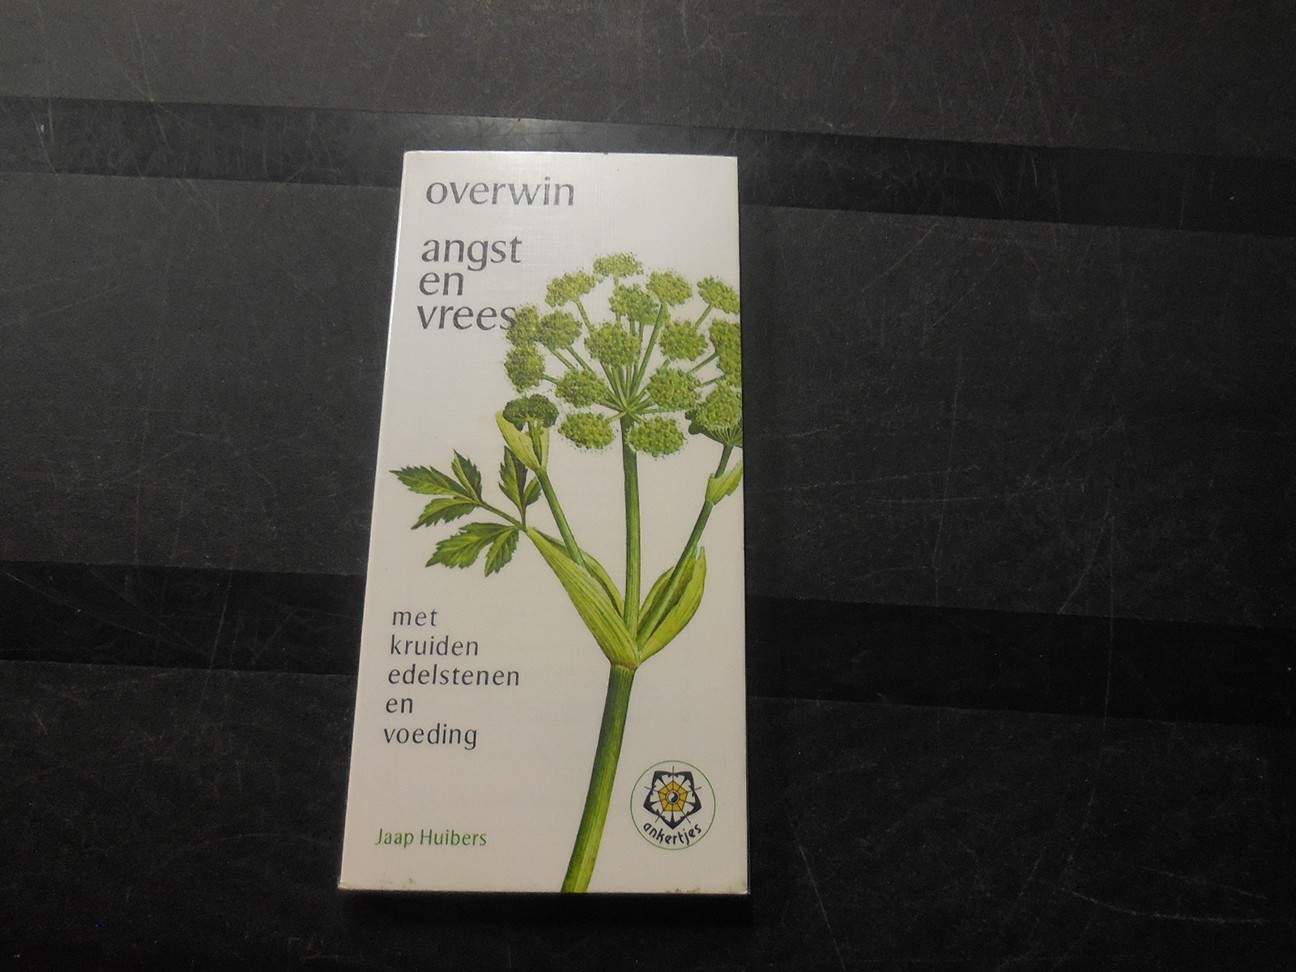 overwin
angst
en
vrees
met
kruiden
edelstenen
en
voeding
Jaap Huibers
ankertjes